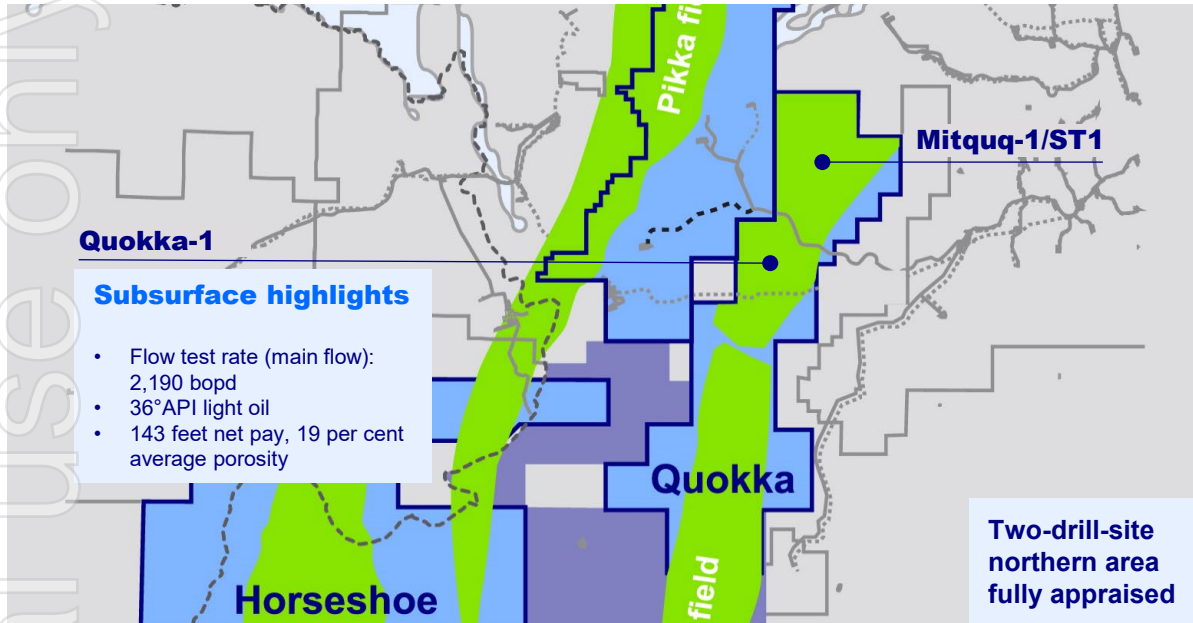 Pikka fi
Mitquq-1/ST1
Quokka-1
Subsurface highlights
• Flow test rate (main flow):
2,190 bopd
• 36°API light oil
• 143 feet net pay, 19 per cent
average porosity
Quokka
field
Horseshoe
Two-drill-site
northern area
fully appraised
l use only